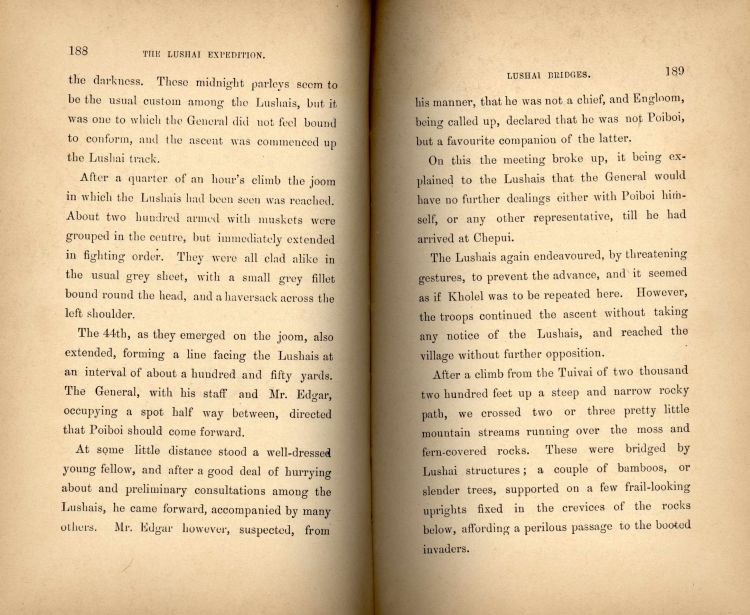 188
THE LUSHAI EXPEDITION.
the darkness. These midnight parleys seem to
be the usual custom among the Lushais, but it
was one to which the General did not feel bound
to conform, and the ascent was commenced up
the Lushai track.
After a quarter of an hour's climb the joom
in which the Lushais had been seen was reached.
About two hundred armed with muskets were
grouped in the centre, but immediately extended
in fighting order. They were all clad alike in
the usual grey sheet, with a small grey fillet
bound round the head, and a haversack across the
left shoulder.
The 44th, as they emerged on the joom, also
extended, forming a line facing the Lushais at
an interval of about a hundred and fifty yards.
The General, with his staff and Mr. Edgar,
occupying a spot half way between, directed
that Poiboi should come forward.
At some little distance stood a well-dressed
young fellow, and after a good deal of hurrying
about and preliminary consultations among the
Lushais, he came forward, accompanied by many
others. Mr. Edgar however, suspected, from
LUSHAI BRIDGES.
189
his manner, that he was not a chief, and Engloom,
being called up, declared that he was not Poiboi,
but a favourite companion of the latter.
On this the meeting broke up, it being ex-
plained to the Lushais that the General would
have no further dealings either with Poiboi him-
self, or any other representative, till he had
arrived at Chepui.
The Lushais again endeavoured, by threatening
gestures, to prevent the advance, and it seemed
as if Kholel was to be repeated here. However,
the troops continued the ascent without taking
any notice of the Lushais, and reached the
village without further opposition.
After a climb from the Tuivai of two thousand
two hundred feet up a steep and narrow rocky
path, we crossed two or three pretty little
mountain streams running over the moss and
fern-covered rocks. These were bridged by
Lushai structures; a couple of bamboos, or
slender trees, supported on a few frail-looking
uprights fixed in the crevices of the rocks
below, affording a perilous passage to the booted
invaders.